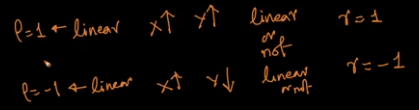 ρ=1 ← linear x↑ y↑ linear or not r=1
ρ=-1 ← linear x↑ y↓ linear or not r=-1